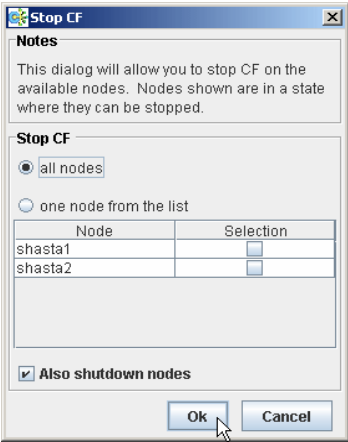 Stop CF
Notes
This dialog will allow you to stop CF on the
available nodes. Nodes shown are in a state
where they can be stopped.
Stop CF
all nodes
one node from the list
Node Selection
shasta1
shasta2
Also shutdown nodes
Ok Cancel